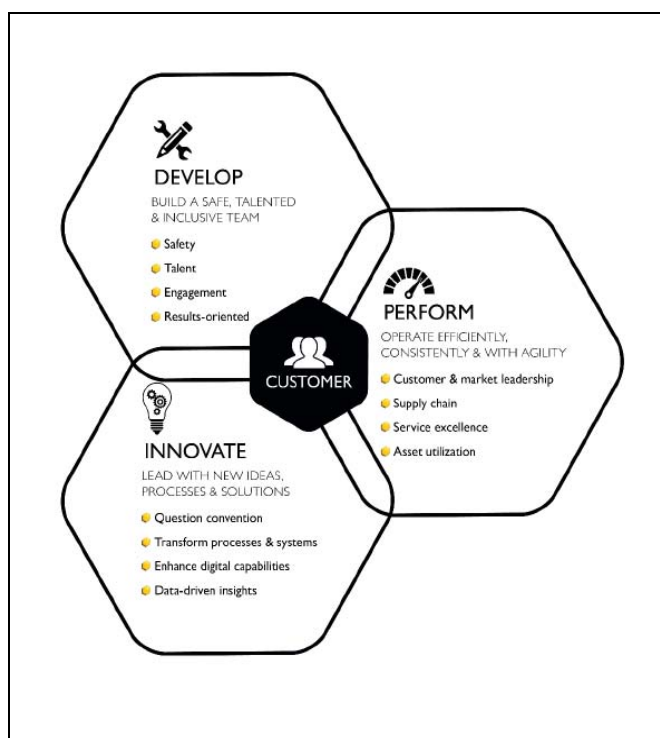 DEVELOP
BUILD A SAFE, TALENTED
& INCLUSIVE TEAM
Safety
Talent
Engagement
Results-oriented
PERFORM
OPERATE EFFICIENTLY,
CONSISTENTLY & WITH AGILITY
Customer & market leadership
Supply chain
Service excellence
Asset utilization
CUSTOMER
INNOVATE
LEAD WITH NEW IDEAS,
PROCESSES & SOLUTIONS
Question convention
Transform processes & systems
Enhance digital capabilities
Data-driven insights